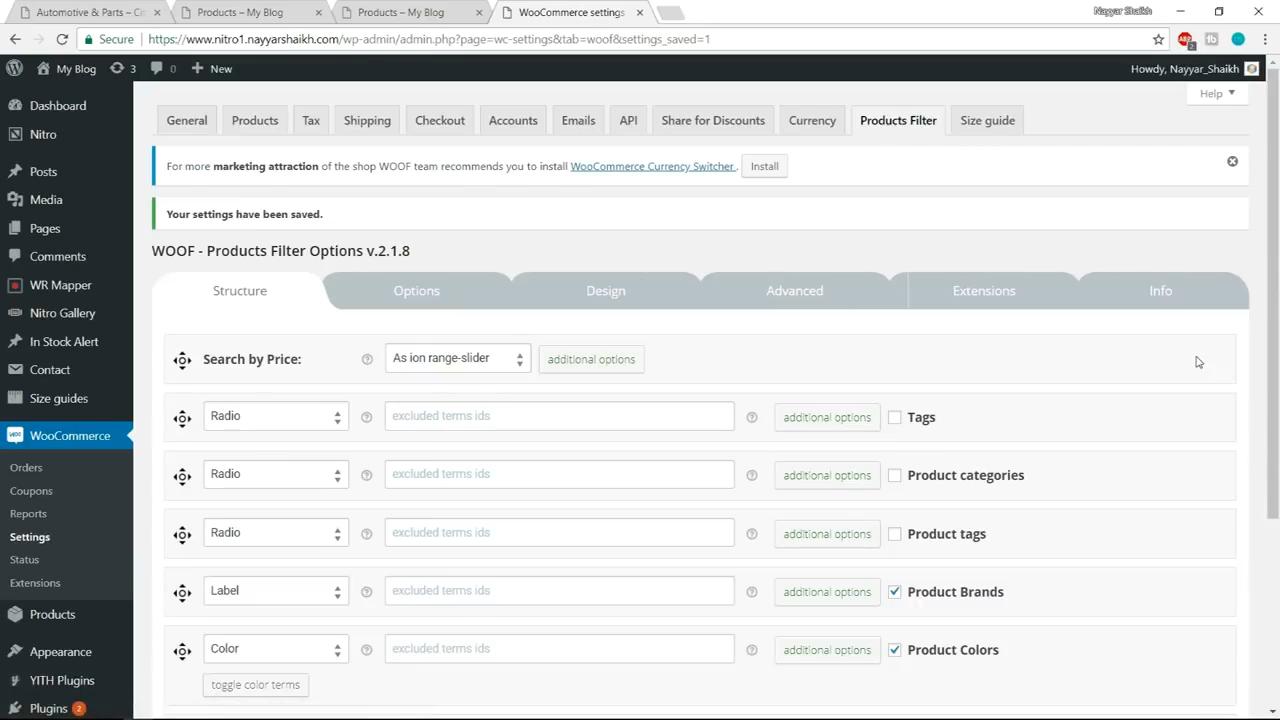 Automotive & Parts – Ci
Products – My Blog
Products – My Blog
WooCommerce settings
Nayyar Shaikh
Secure
https://www.nitro1.nayyarshaikh.com/wp-admin/admin.php?page=wc-settings&tab=woof&settings_saved=1
My Blog
3
0
New
Howdy, Nayyar_Shaikh
Help
Dashboard
Nitro
Posts
Media
Pages
Comments
WR Mapper
Nitro Gallery
In Stock Alert
Contact
Size guides
WooCommerce
Orders
Coupons
Reports
Settings
Status
Extensions
Products
Appearance
YITH Plugins
Plugins 2
General
Products
Tax
Shipping
Checkout
Accounts
Emails
API
Share for Discounts
Currency
Products Filter
Size guide
For more marketing attraction of the shop WOOF team recommends you to install WooCommerce Currency Switcher . Install
Your settings have been saved.
WOOF - Products Filter Options v.2.1.8
Structure
Options
Design
Advanced
Extensions
Info
Search by Price:
As ion range-slider
additional options
Radio
excluded terms ids
additional options
Tags
Radio
excluded terms ids
additional options
Product categories
Radio
excluded terms ids
additional options
Product tags
Label
excluded terms ids
additional options
Product Brands
Color
excluded terms ids
additional options
Product Colors
toggle color terms